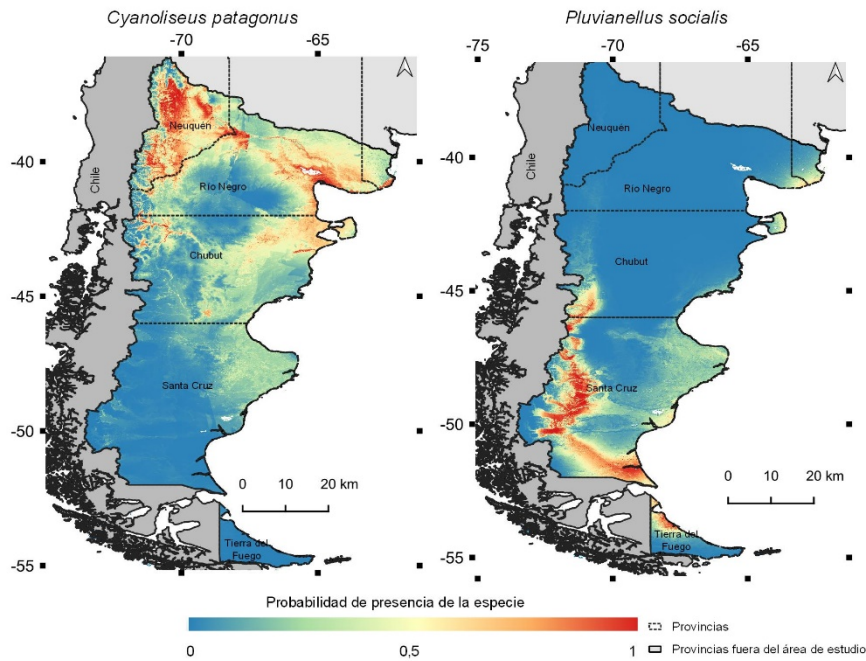 Cyanoliseus patagonus
-70 -65
-40
-45
-50
-55
Chile
Neuquén
Río Negro
Chubut
Santa Cruz
Tierra del
Fuego
0 10 20 km
Pluvianellus socialis
-75 -70 -65
-40
-45
-50
-55
Chile
Neuquén
Río Negro
Chubut
Santa Cruz
Tierra del
Fuego
0 10 20 km
Probabilidad de presencia de la especie
0 0,5 1
Provincias
Provincias fuera del área de estudio